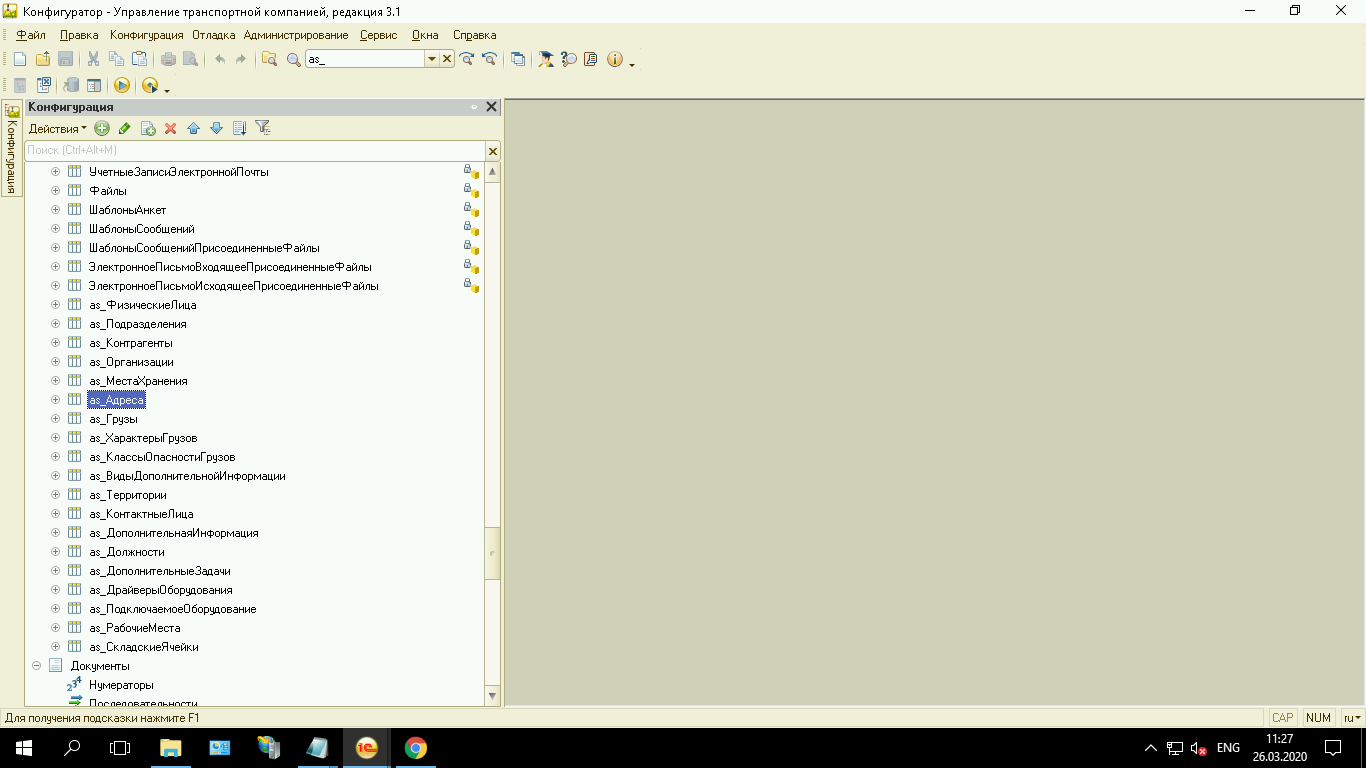 Конфигуратор - Управление транспортной компанией, редакция 3.1
Файл Правка Конфигурация Отладка Администрирование Сервис Окна Справка
as_
Конфигурация
Конфигурация
Действия
Поиск (Ctrl+Alt+M)
УчетныеЗаписиЭлектроннойПочты
Файлы
ШаблоныАнкет
ШаблоныСообщений
ШаблоныСообщенийПрисоединенныеФайлы
ЭлектронноеПисьмоВходящееПрисоединенныеФайлы
ЭлектронноеПисьмоИсходящееПрисоединенныеФайлы
as_ФизическиеЛица
as_Подразделения
as_Контрагенты
as_Организации
as_МестаХранения
as_Адреса
as_Грузы
as_ХарактерыГрузов
as_КлассыОпасностиГрузов
as_ВидыДополнительнойИнформации
as_Территории
as_КонтактныеЛица
as_ДополнительнаяИнформация
as_Должности
as_ДополнительныеЗадачи
as_ДрайверыОборудования
as_ПодключаемоеОборудование
as_РабочиеМеста
as_СкладскиеЯчейки
Документы
Нумераторы
Последовательности
Для получения подсказки нажмите F1
CAP NUM ru
ENG
11:27
26.03.2020